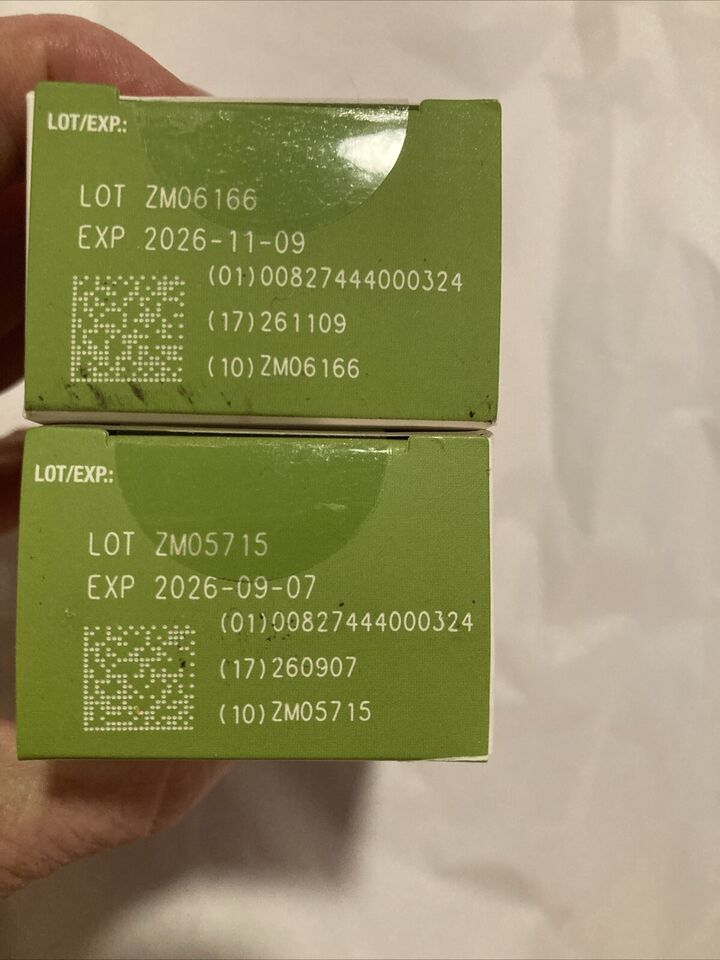 LOT/EXP.:
LOT ZM06166
EXP 2026-11-09
(01)00827444000324
(17)261109
(10)ZM06166
LOT/EXP.:
LOT ZM05715
EXP 2026-09-07
(01)00827444000324
(17)260907
(10)ZM05715